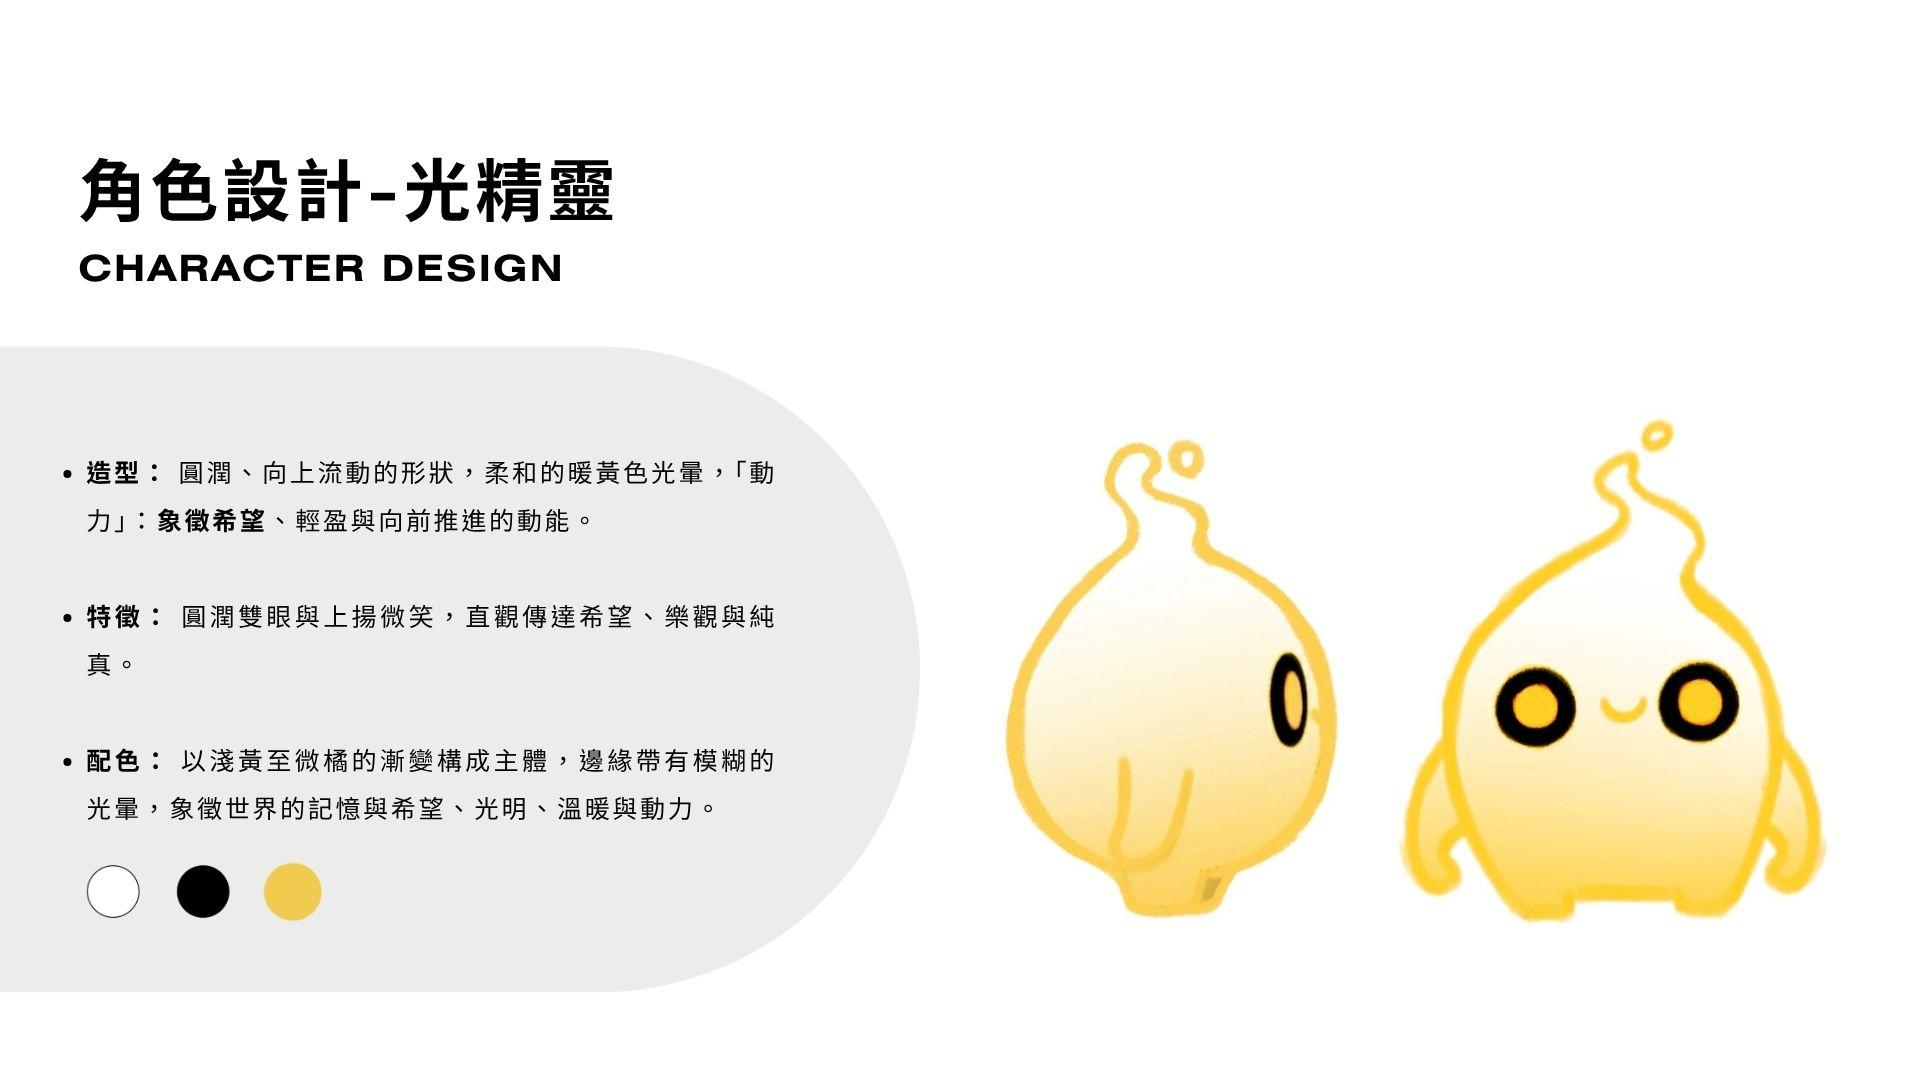 角色設計-光精靈
CHARACTER DESIGN
• 造型： 圓潤、向上流動的形狀，柔和的暖黃色光暈，「動
力」：象徵希望、輕盈與向前推進的動能。
• 特徵： 圓潤雙眼與上揚微笑，直觀傳達希望、樂觀與純
真。
• 配色： 以淺黃至微橘的漸變構成主體，邊緣帶有模糊的
光暈，象徵世界的記憶與希望、光明、溫暖與動力。